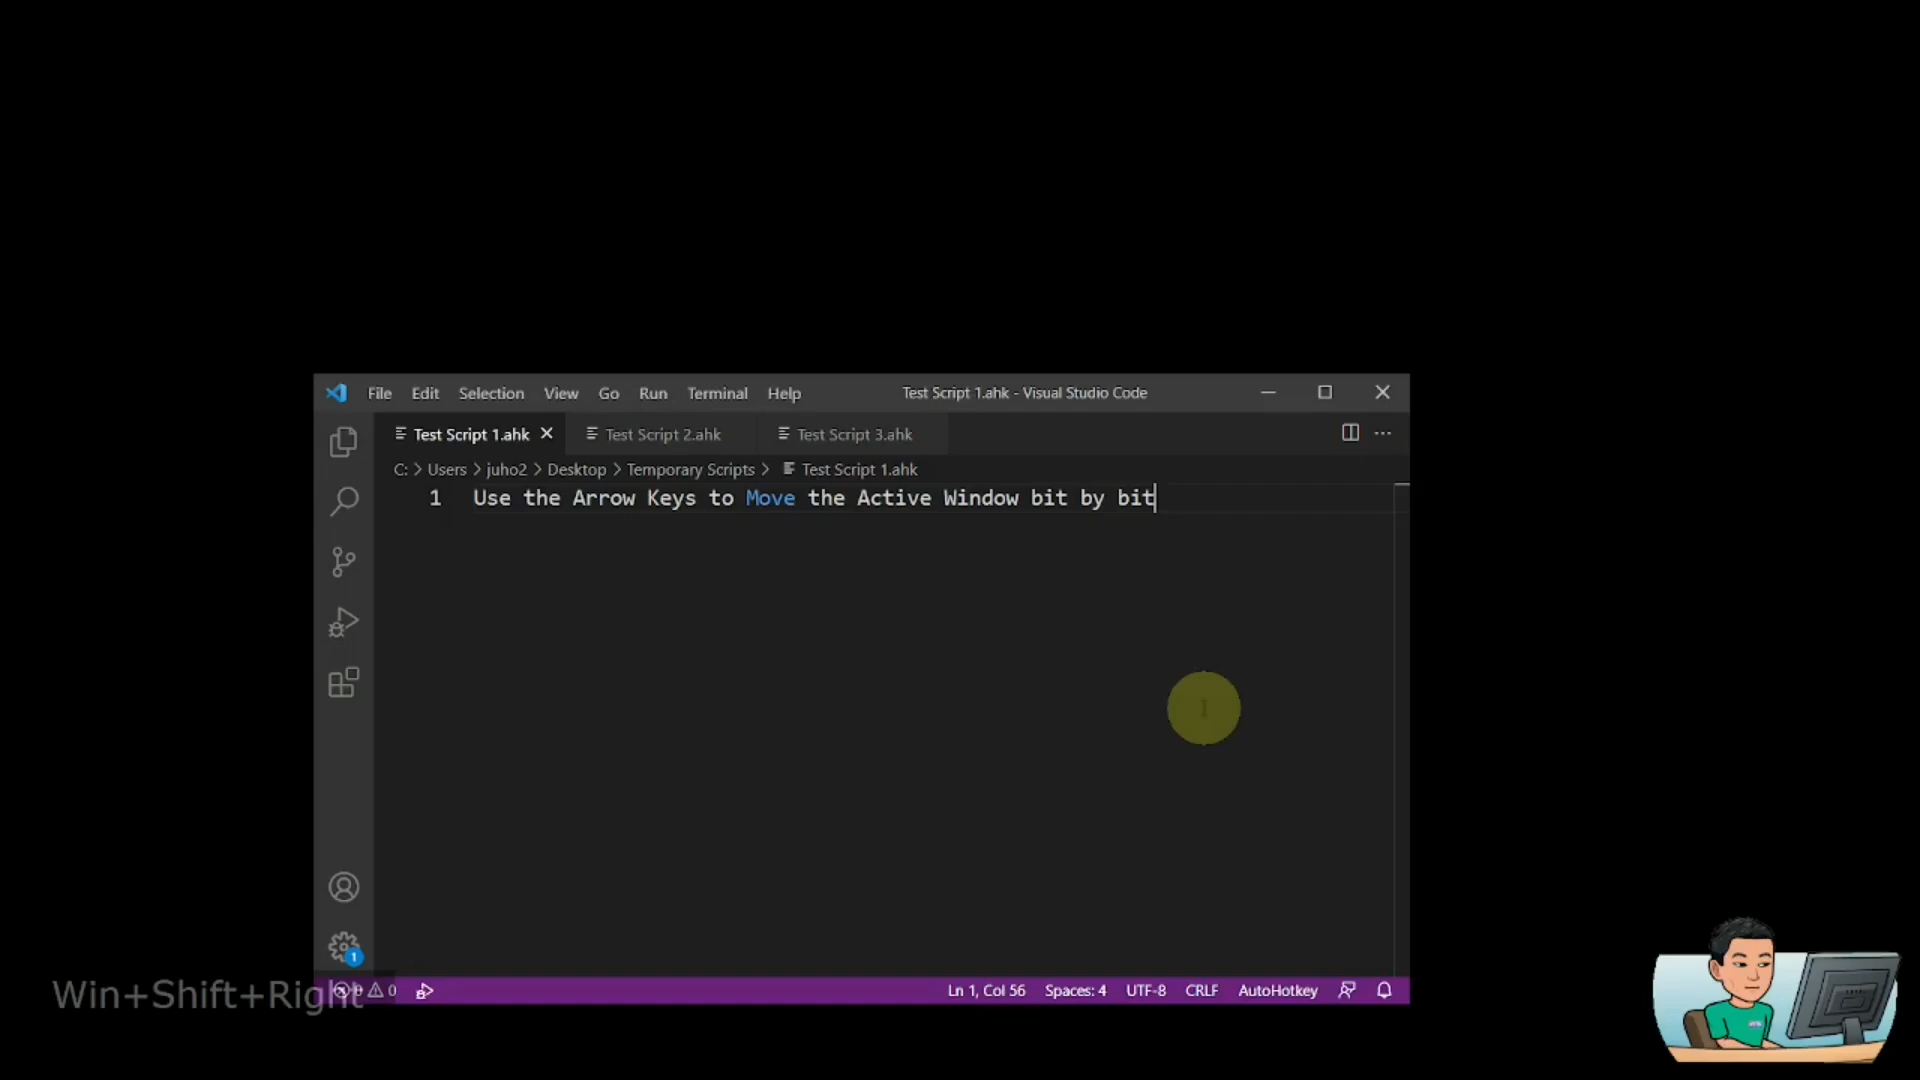 File Edit Selection View Go Run Terminal Help Test Script 1.ahk - Visual Studio Code
Test Script 1.ahk Test Script 2.ahk Test Script 3.ahk
C: > Users > juho2 > Desktop > Temporary Scripts > Test Script 1.ahk
1 Use the Arrow Keys to Move the Active Window bit by bit
1
Win+Shift+Right
0 Ln 1, Col 56 Spaces: 4 UTF-8 CRLF AutoHotkey